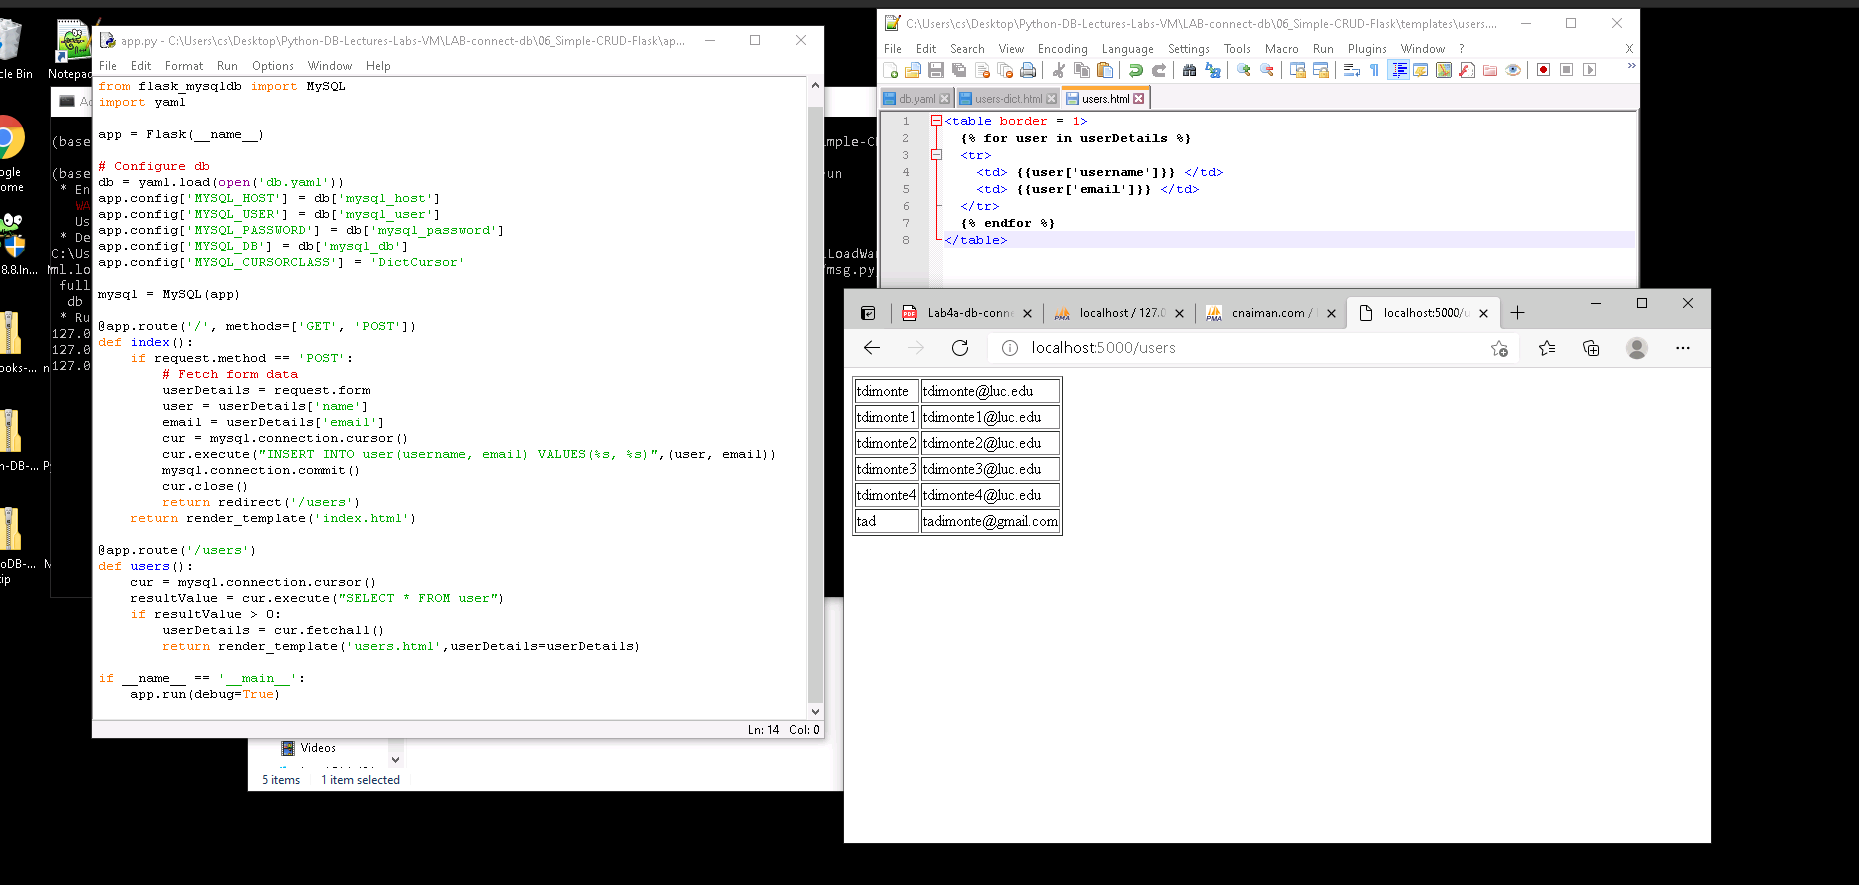 cle Bin
Notepa
ogle
ome
8.8.In...
ooks-...
n-DB-...
oDB-...
ip
app.py - C:\Users\cs\Desktop\Python-DB-Lectures-Labs-VM\LAB-connect-db\06_Simple-CRUD-Flask\ap...
File Edit Format Run Options Window Help
from flask_mysqldb import MySQL
import yaml
app = Flask(__name__)
# Configure db
db = yaml.load(open('db.yaml'))
app.config['MYSQL_HOST'] = db['mysql_host']
app.config['MYSQL_USER'] = db['mysql_user']
app.config['MYSQL_PASSWORD'] = db['mysql_password']
app.config['MYSQL_DB'] = db['mysql_db']
app.config['MYSQL_CURSORCLASS'] = 'DictCursor'
mysql = MySQL(app)
@app.route('/', methods=['GET', 'POST'])
def index():
if request.method == 'POST':
# Fetch form data
userDetails = request.form
user = userDetails['name']
email = userDetails['email']
cur = mysql.connection.cursor()
cur.execute("INSERT INTO user(username, email) VALUES(%s, %s)",(user, email))
mysql.connection.commit()
cur.close()
return redirect('/users')
return render_template('index.html')
@app.route('/users')
def users():
cur = mysql.connection.cursor()
resultValue = cur.execute("SELECT * FROM user")
if resultValue > 0:
userDetails = cur.fetchall()
return render_template('users.html',userDetails=userDetails)
if __name__ == '__main__':
app.run(debug=True)
Ln: 14 Col: 0
(base
(bas
* En
WA
Us
* De
C:\Us
ml.lo
full
db
* Ru
127.0
127.0
127.0
mple-C
un
LoadWa
/msg.py
Videos
5 items 1 item selected
C:\Users\cs\Desktop\Python-DB-Lectures-Labs-VM\LAB-connect-db\06_Simple-CRUD-Flask\templates\users....
File Edit Search View Encoding Language Settings Tools Macro Run Plugins Window ? X
db.yaml users-dict.html users.html
1 <table border = 1>
2 {% for user in userDetails %}
3 <tr>
4 <td> {{user['username']}} </td>
5 <td> {{user['email']}} </td>
6 </tr>
7 {% endfor %}
8 </table>
Lab4a-db-conne localhost / 127.0 cnaiman.com / localhost:5000/u
localhost:5000/users
tdimonte tdimonte@luc.edu
tdimonte1 tdimonte1@luc.edu
tdimonte2 tdimonte2@luc.edu
tdimonte3 tdimonte3@luc.edu
tdimonte4 tdimonte4@luc.edu
tad tadimonte@gmail.com